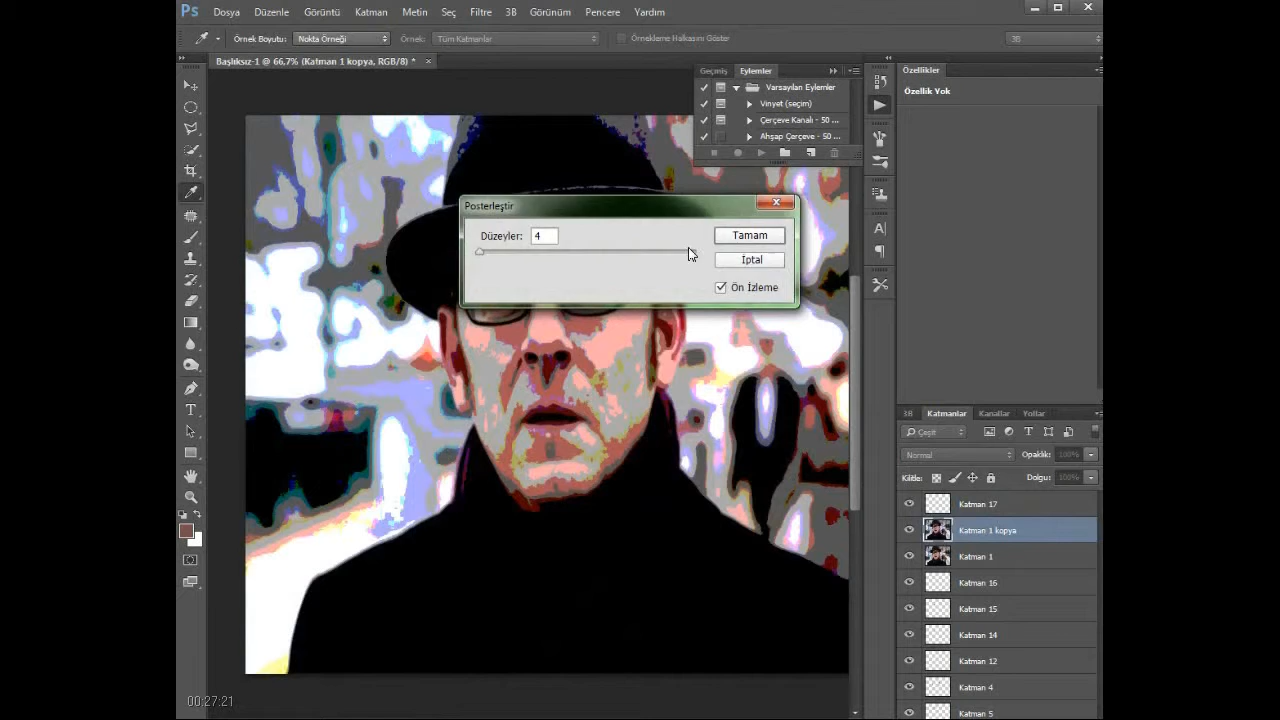 Ps Dosya Düzenle Görüntü Katman Metin Seç Filtre 3B Görünüm Pencere Yardım
Örnek Boyutu: Nokta Örneği Örnek: Tüm Katmanlar Örnekleme Halkasını Göster 3B
Başlıksız-1 @ 66,7% (Katman 1 kopya, RGB/8) *
Geçmiş Eylemler
Varsayılan Eylemler
Vinyet (seçim)
Çerçeve Kanalı - 50 ...
Ahşap Çerçeve - 50 ...
Özellikler
Özellik Yok
Posterleştir
Düzeyler: 4
Tamam
İptal
Ön İzleme
3B Katmanlar Kanallar Yollar
Çeşit
Normal Opaklık: 100%
Kilitle: Dolgu: 100%
Katman 17
Katman 1 kopya
Katman 1
Katman 16
Katman 15
Katman 14
Katman 12
Katman 4
Katman 5
00:27:21